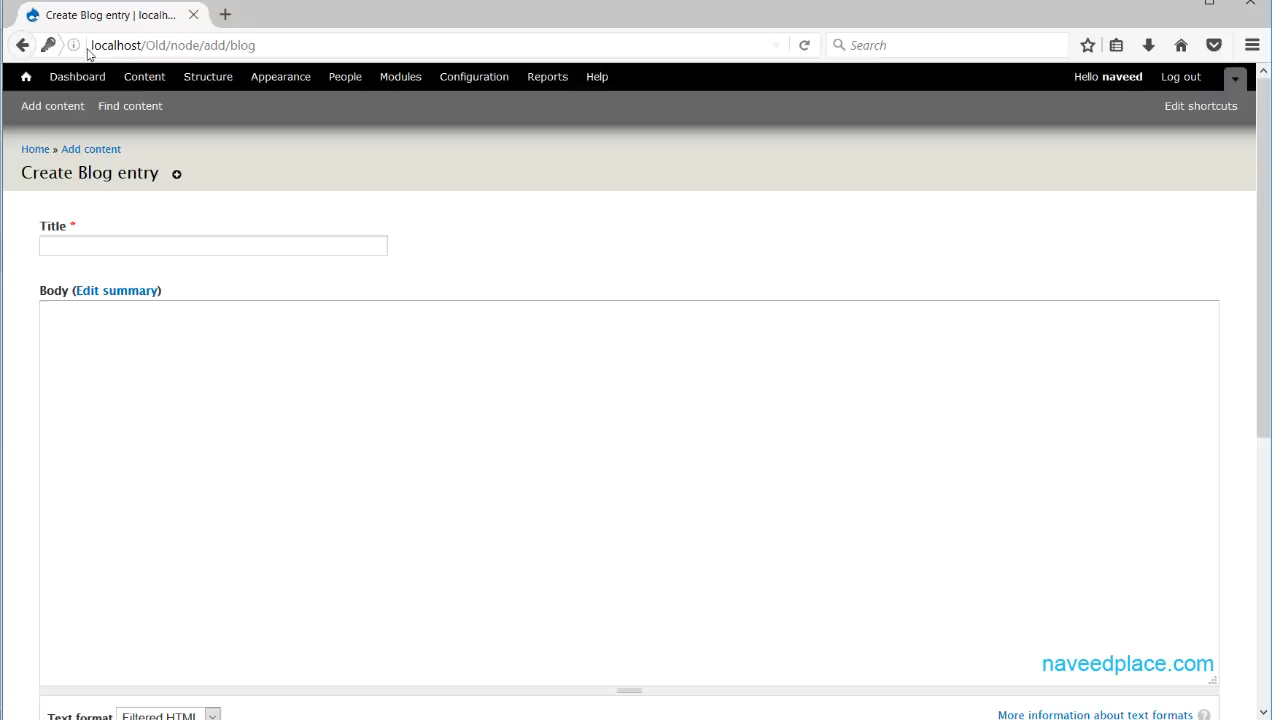 Create Blog entry | localh...
localhost/Old/node/add/blog
Search
Dashboard Content Structure Appearance People Modules Configuration Reports Help Hello naveed Log out
Add content Find content Edit shortcuts
Home » Add content
Create Blog entry
Title *
Body (Edit summary)
naveedplace.com
Text format Filtered HTML More information about text formats ?